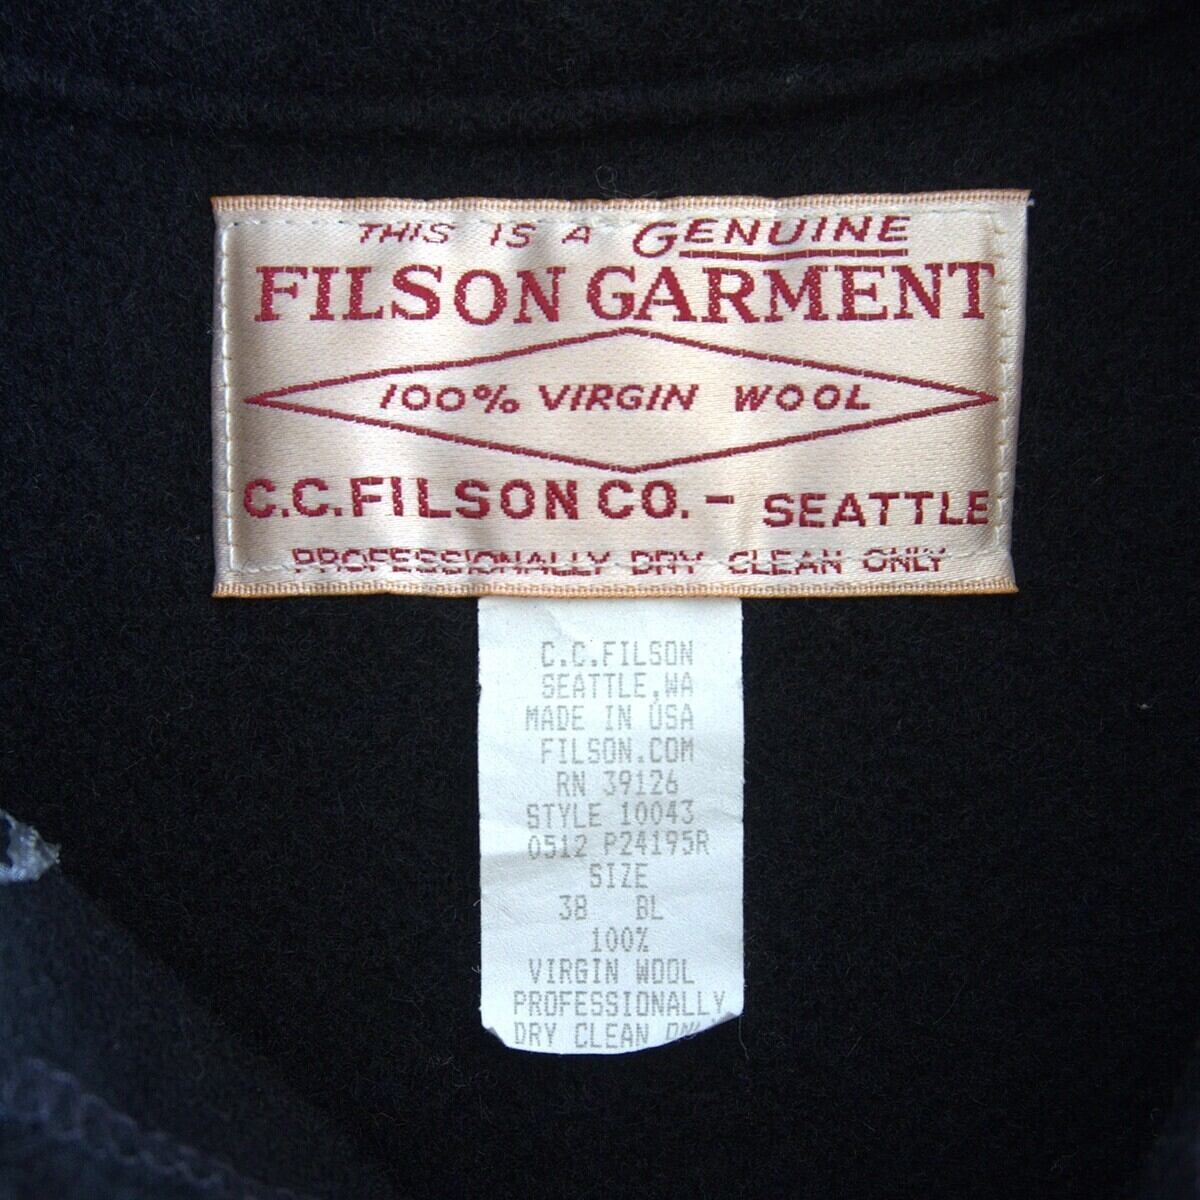 THIS IS A GENUINE
FILSON GARMENT
100% VIRGIN WOOL
C.C. FILSON CO. - SEATTLE
PROFESSIONALLY DRY CLEAN ONLY
C.C.FILSON
SEATTLE,WA
MADE IN USA
FILSON.COM
RN 39126
STYLE 10043
0512 P24195R
SIZE
38 BL
100%
VIRGIN WOOL
PROFESSIONALLY
DRY CLEAN ONLY